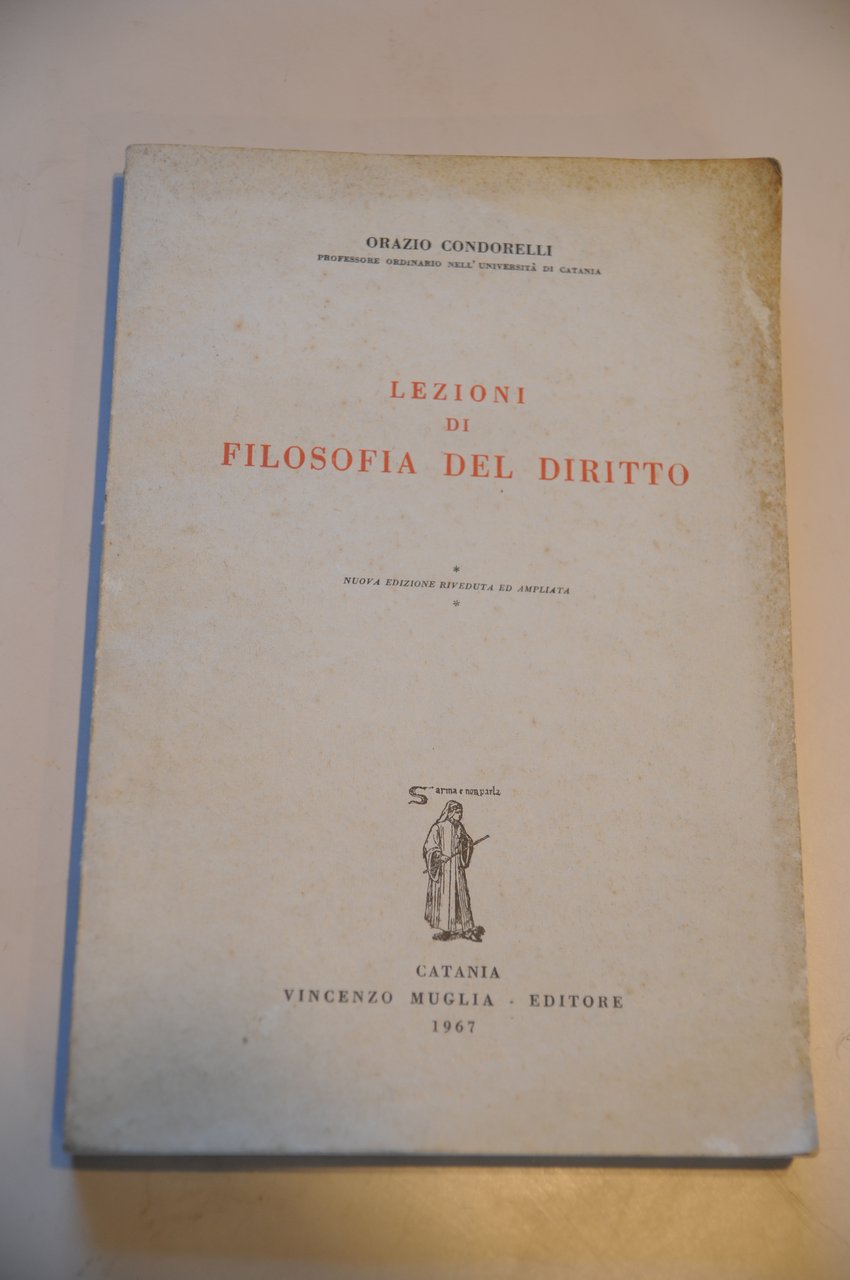 ORAZIO CONDORELLI
PROFESSORE ORDINARIO NELL'UNIVERSITÀ DI CATANIA
LEZIONI
DI
FILOSOFIA DEL DIRITTO
*
NUOVA EDIZIONE RIVEDUTA ED AMPLIATA
*
S'arma e non parla
CATANIA
VINCENZO MUGLIA - EDITORE
1967